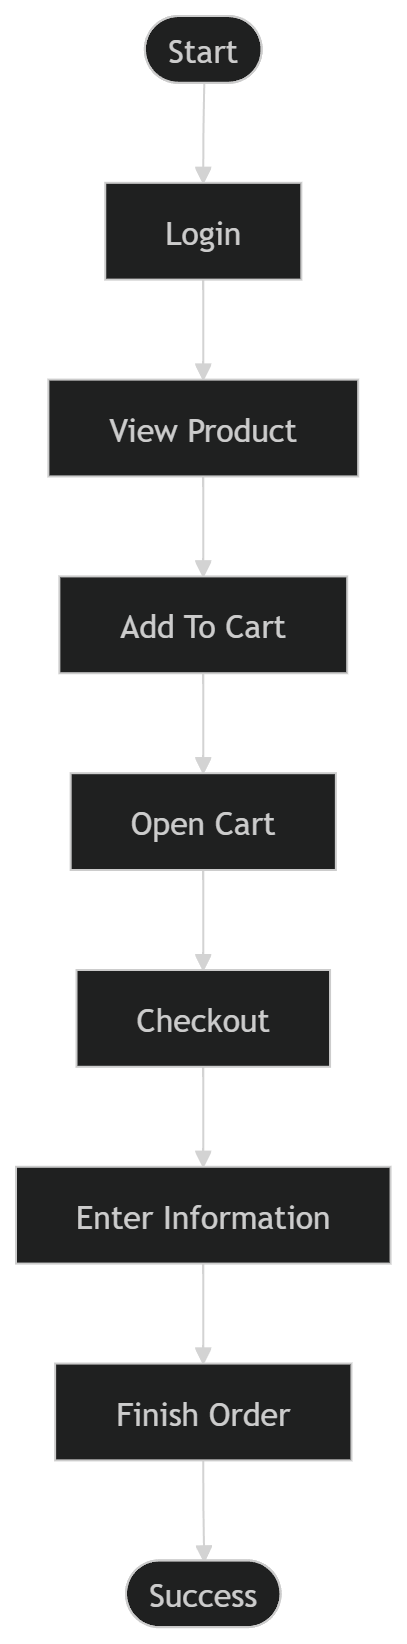 Start
Login
View Product
Add To Cart
Open Cart
Checkout
Enter Information
Finish Order
Success